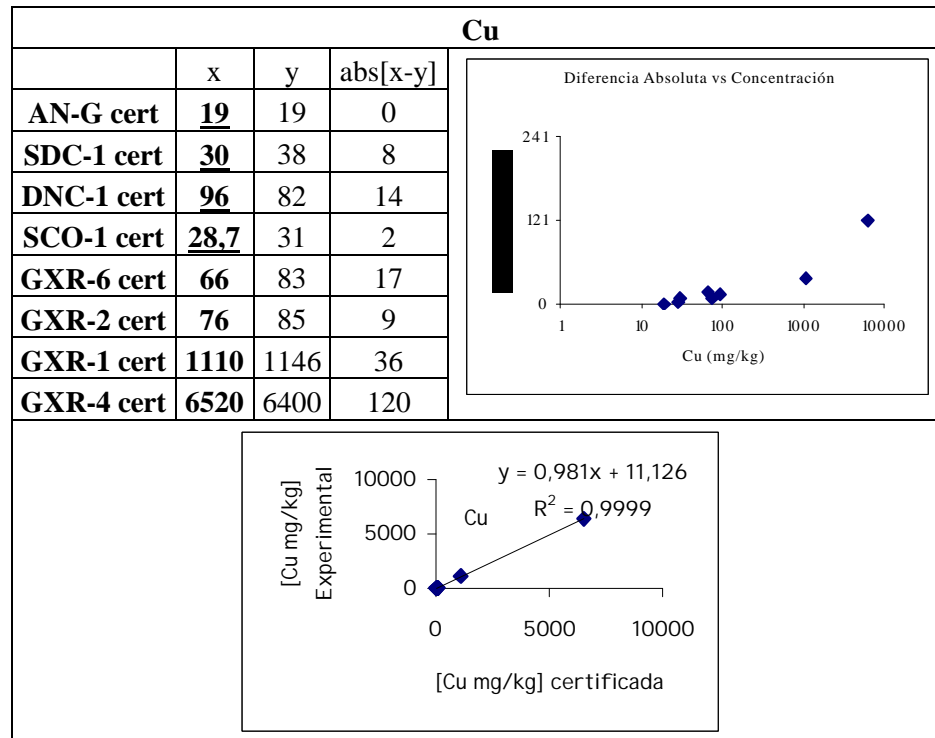 Cu
x y abs[x-y]
AN-G cert 19 19 0
SDC-1 cert 30 38 8
DNC-1 cert 96 82 14
SCO-1 cert 28,7 31 2
GXR-6 cert 66 83 17
GXR-2 cert 76 85 9
GXR-1 cert 1110 1146 36
GXR-4 cert 6520 6400 120
Diferencia Absoluta vs Concentración
241
121
0
1 10 100 1000 10000
Cu (mg/kg)
[Cu mg/kg]
Experimental
10000
5000
0
y = 0,981x + 11,126
R² = 0,9999
Cu
0 5000 10000
[Cu mg/kg] certificada